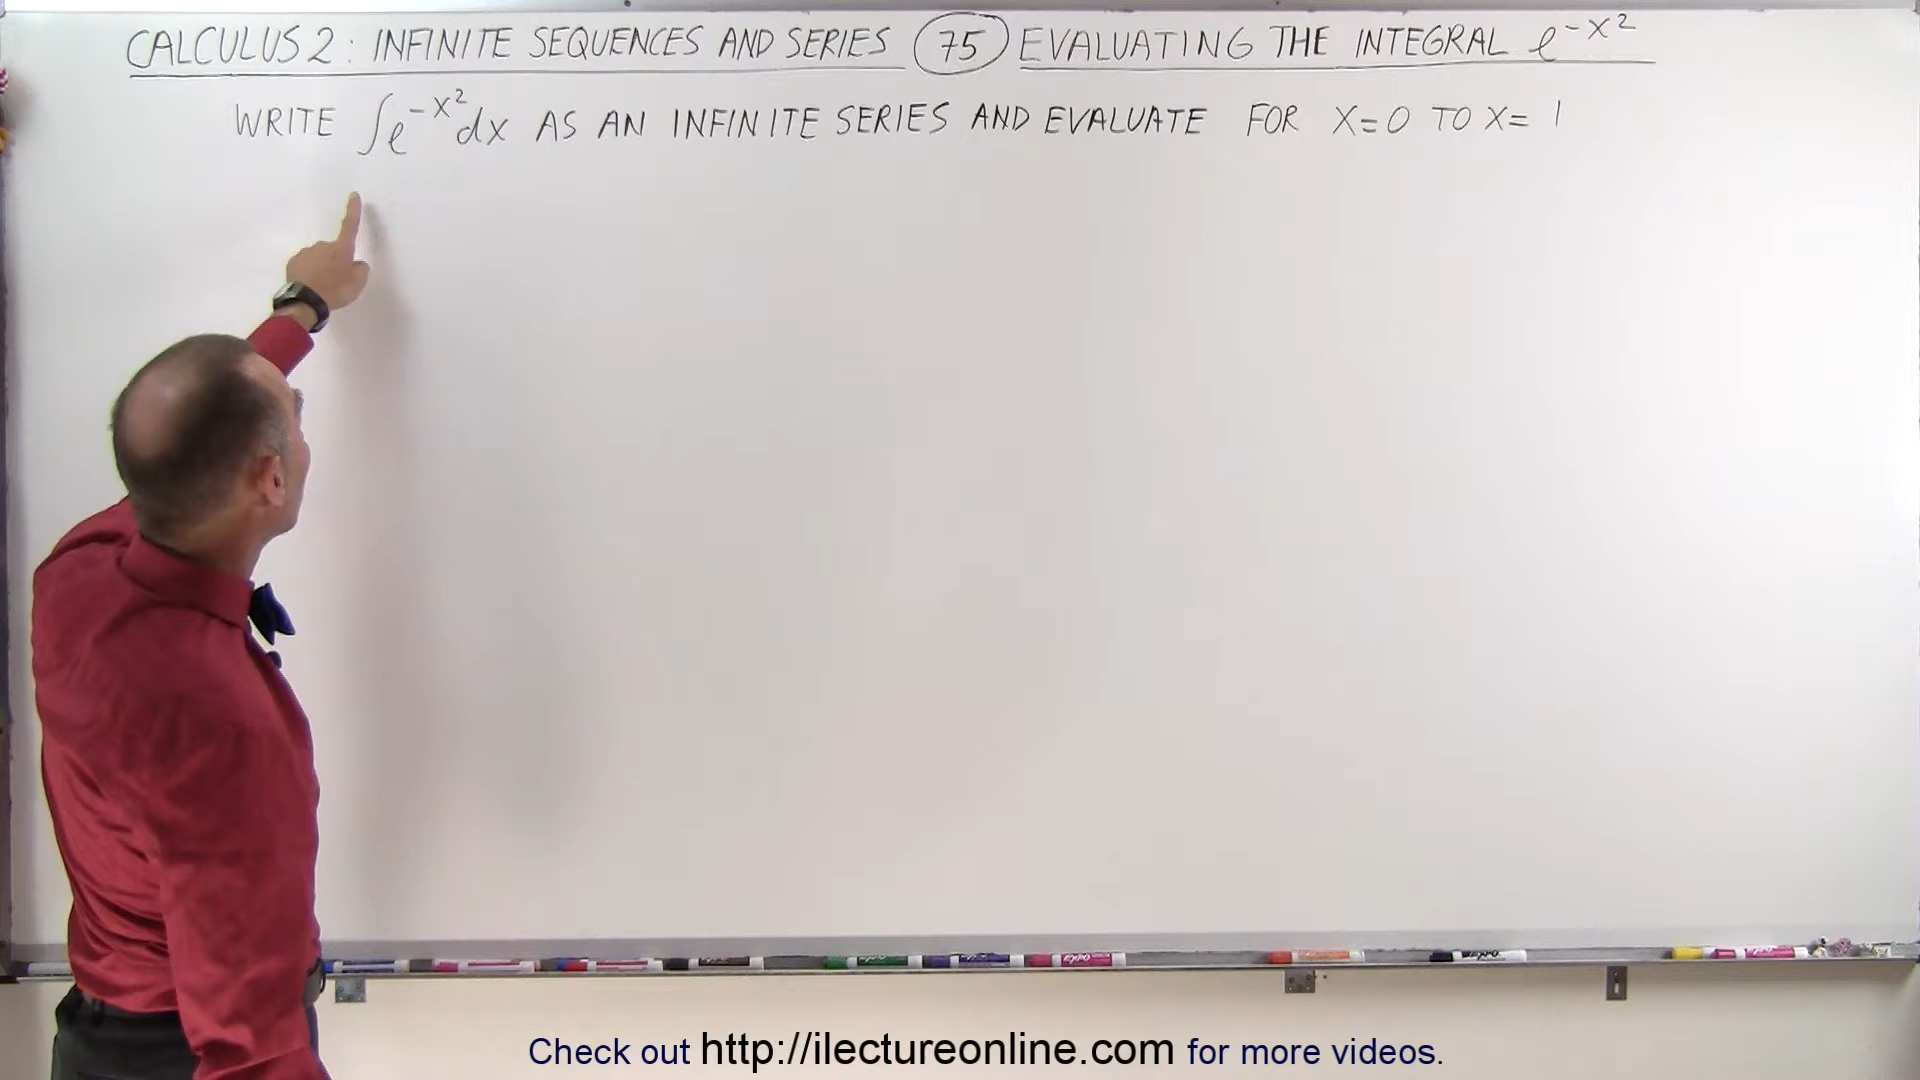 CALCULUS 2: INFINITE SEQUENCES AND SERIES (75) EVALUATING THE INTEGRAL e^-x²
WRITE ∫e^-x² dx AS AN INFINITE SERIES AND EVALUATE FOR X=0 TO X=1
Check out http://ilectureonline.com for more videos.